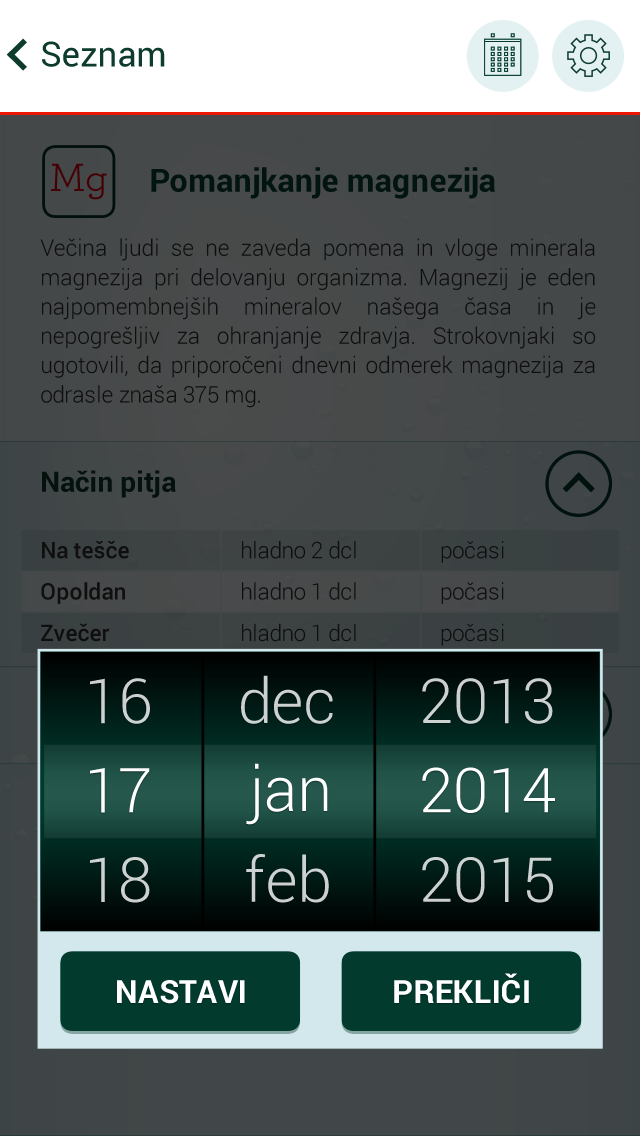 Seznam
Mg
Pomanjkanje magnezija
Večina ljudi se ne zaveda pomena in vloge minerala
magnezija pri delovanju organizma. Magnezij je eden
najpomembnejših mineralov našega časa in je
nepogrešljiv za ohranjanje zdravja. Strokovnjaki so
ugotovili, da priporočeni dnevni odmerek magnezija za
odrasle znaša 375 mg.
Način pitja
Na tešče hladno 2 dcl počasi
Opoldan hladno 1 dcl počasi
Zvečer hladno 1 dcl počasi
16 dec 2013
17 jan 2014
18 feb 2015
NASTAVI PREKLIČI